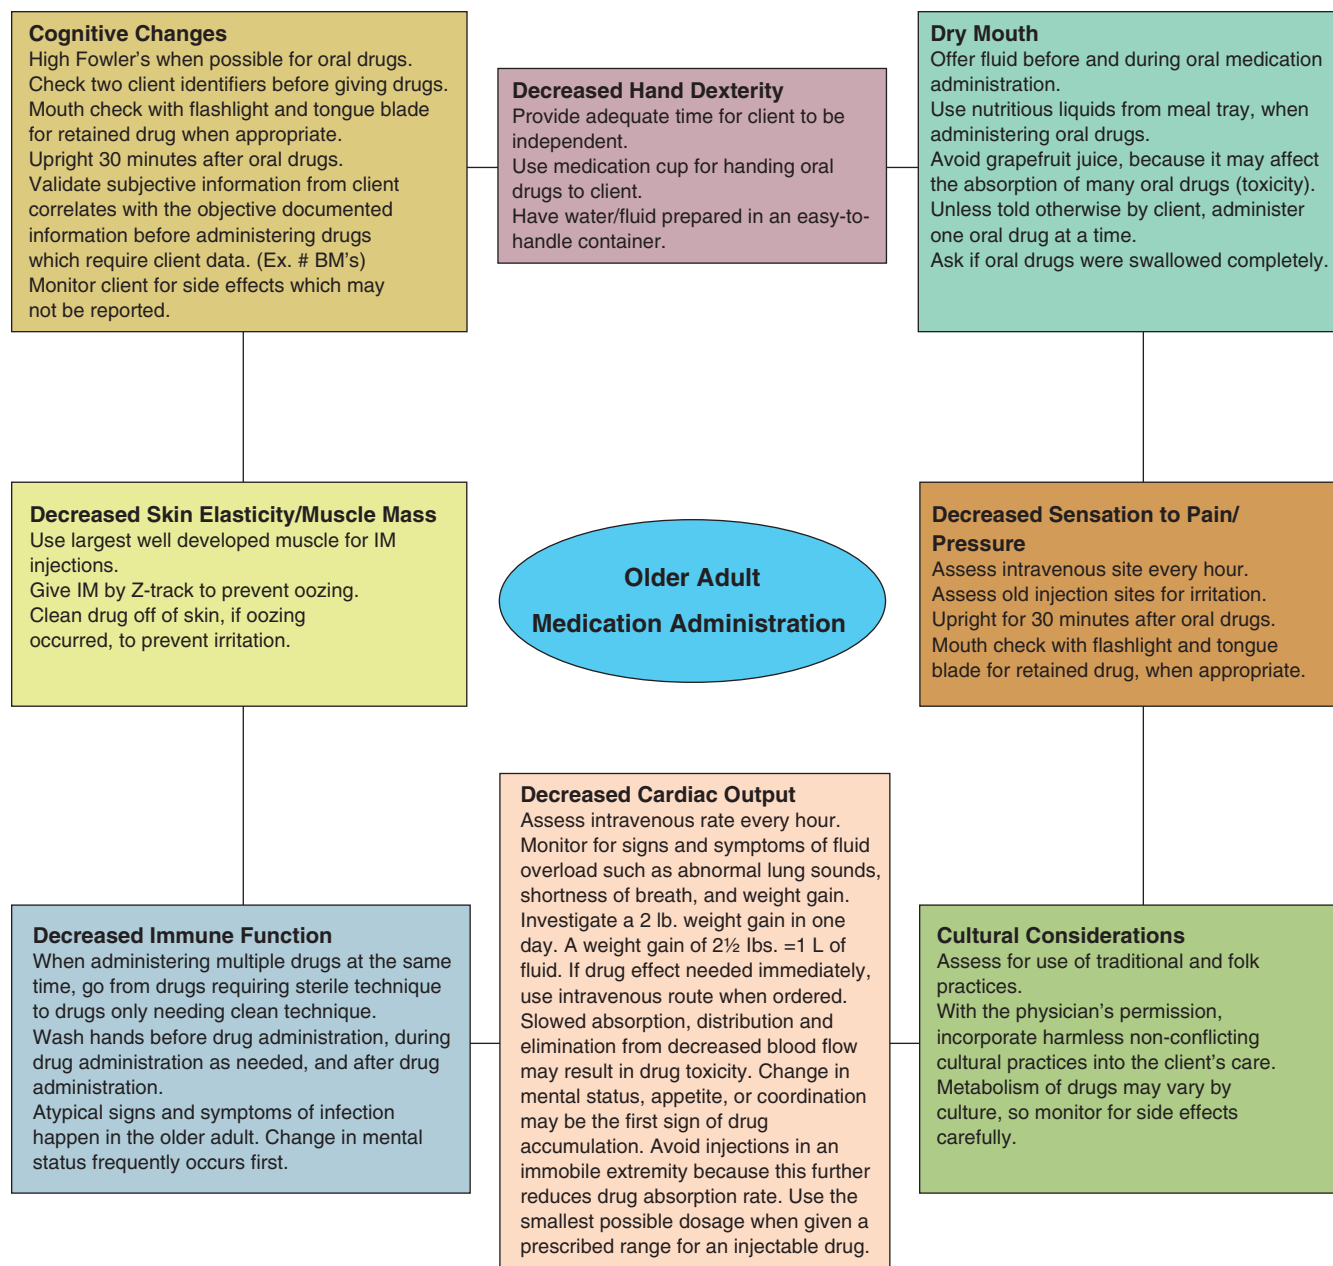 Cognitive Changes
High Fowler's when possible for oral drugs.
Check two client identifiers before giving drugs.
Mouth check with flashlight and tongue blade
for retained drug when appropriate.
Upright 30 minutes after oral drugs.
Validate subjective information from client
correlates with the objective documented
information before administering drugs
which require client data. (Ex. # BM's)
Monitor client for side effects which may
not be reported.
Decreased Hand Dexterity
Provide adequate time for client to be
independent.
Use medication cup for handing oral
drugs to client.
Have water/fluid prepared in an easy-to-
handle container.
Dry Mouth
Offer fluid before and during oral medication
administration.
Use nutritious liquids from meal tray, when
administering oral drugs.
Avoid grapefruit juice, because it may affect
the absorption of many oral drugs (toxicity).
Unless told otherwise by client, administer
one oral drug at a time.
Ask if oral drugs were swallowed completely.
Decreased Skin Elasticity/Muscle Mass
Use largest well developed muscle for IM
injections.
Give IM by Z-track to prevent oozing.
Clean drug off of skin, if oozing
occurred, to prevent irritation.
Older Adult
Medication Administration
Decreased Sensation to Pain/
Pressure
Assess intravenous site every hour.
Assess old injection sites for irritation.
Upright for 30 minutes after oral drugs.
Mouth check with flashlight and tongue
blade for retained drug, when appropriate.
Decreased Immune Function
When administering multiple drugs at the same
time, go from drugs requiring sterile technique
to drugs only needing clean technique.
Wash hands before drug administration, during
drug administration as needed, and after drug
administration.
Atypical signs and symptoms of infection
happen in the older adult. Change in mental
status frequently occurs first.
Decreased Cardiac Output
Assess intravenous rate every hour.
Monitor for signs and symptoms of fluid
overload such as abnormal lung sounds,
shortness of breath, and weight gain.
Investigate a 2 lb. weight gain in one
day. A weight gain of 2½ lbs. =1 L of
fluid. If drug effect needed immediately,
use intravenous route when ordered.
Slowed absorption, distribution and
elimination from decreased blood flow
may result in drug toxicity. Change in
mental status, appetite, or coordination
may be the first sign of drug
accumulation. Avoid injections in an
immobile extremity because this further
reduces drug absorption rate. Use the
smallest possible dosage when given a
prescribed range for an injectable drug.
Cultural Considerations
Assess for use of traditional and folk
practices.
With the physician's permission,
incorporate harmless non-conflicting
cultural practices into the client's care.
Metabolism of drugs may vary by
culture, so monitor for side effects
carefully.